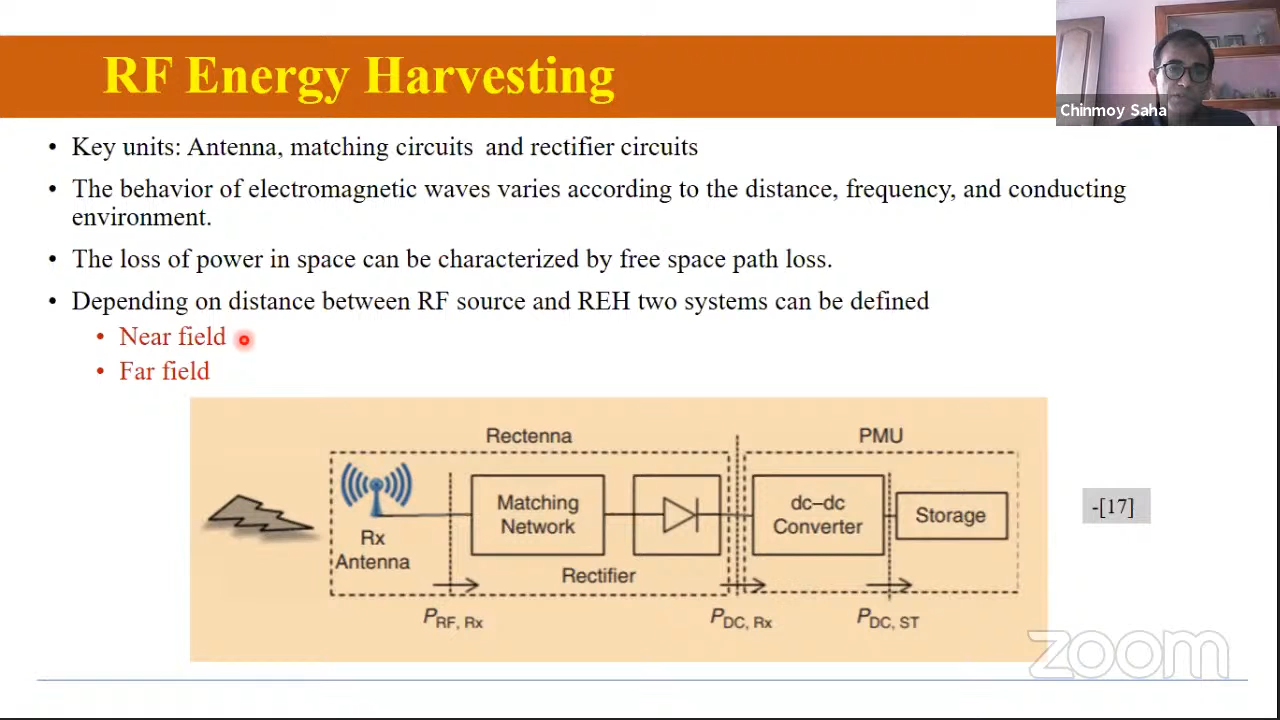 RF Energy Harvesting
Chinmoy Saha
• Key units: Antenna, matching circuits and rectifier circuits
• The behavior of electromagnetic waves varies according to the distance, frequency, and conducting
environment.
• The loss of power in space can be characterized by free space path loss.
• Depending on distance between RF source and REH two systems can be defined
• Near field
• Far field
Rectenna
PMU
Matching
Network
dc–dc
Converter
Storage
-[17]
Rx
Antenna
Rectifier
PRF, Rx
PDC, Rx
PDC, ST
zoom